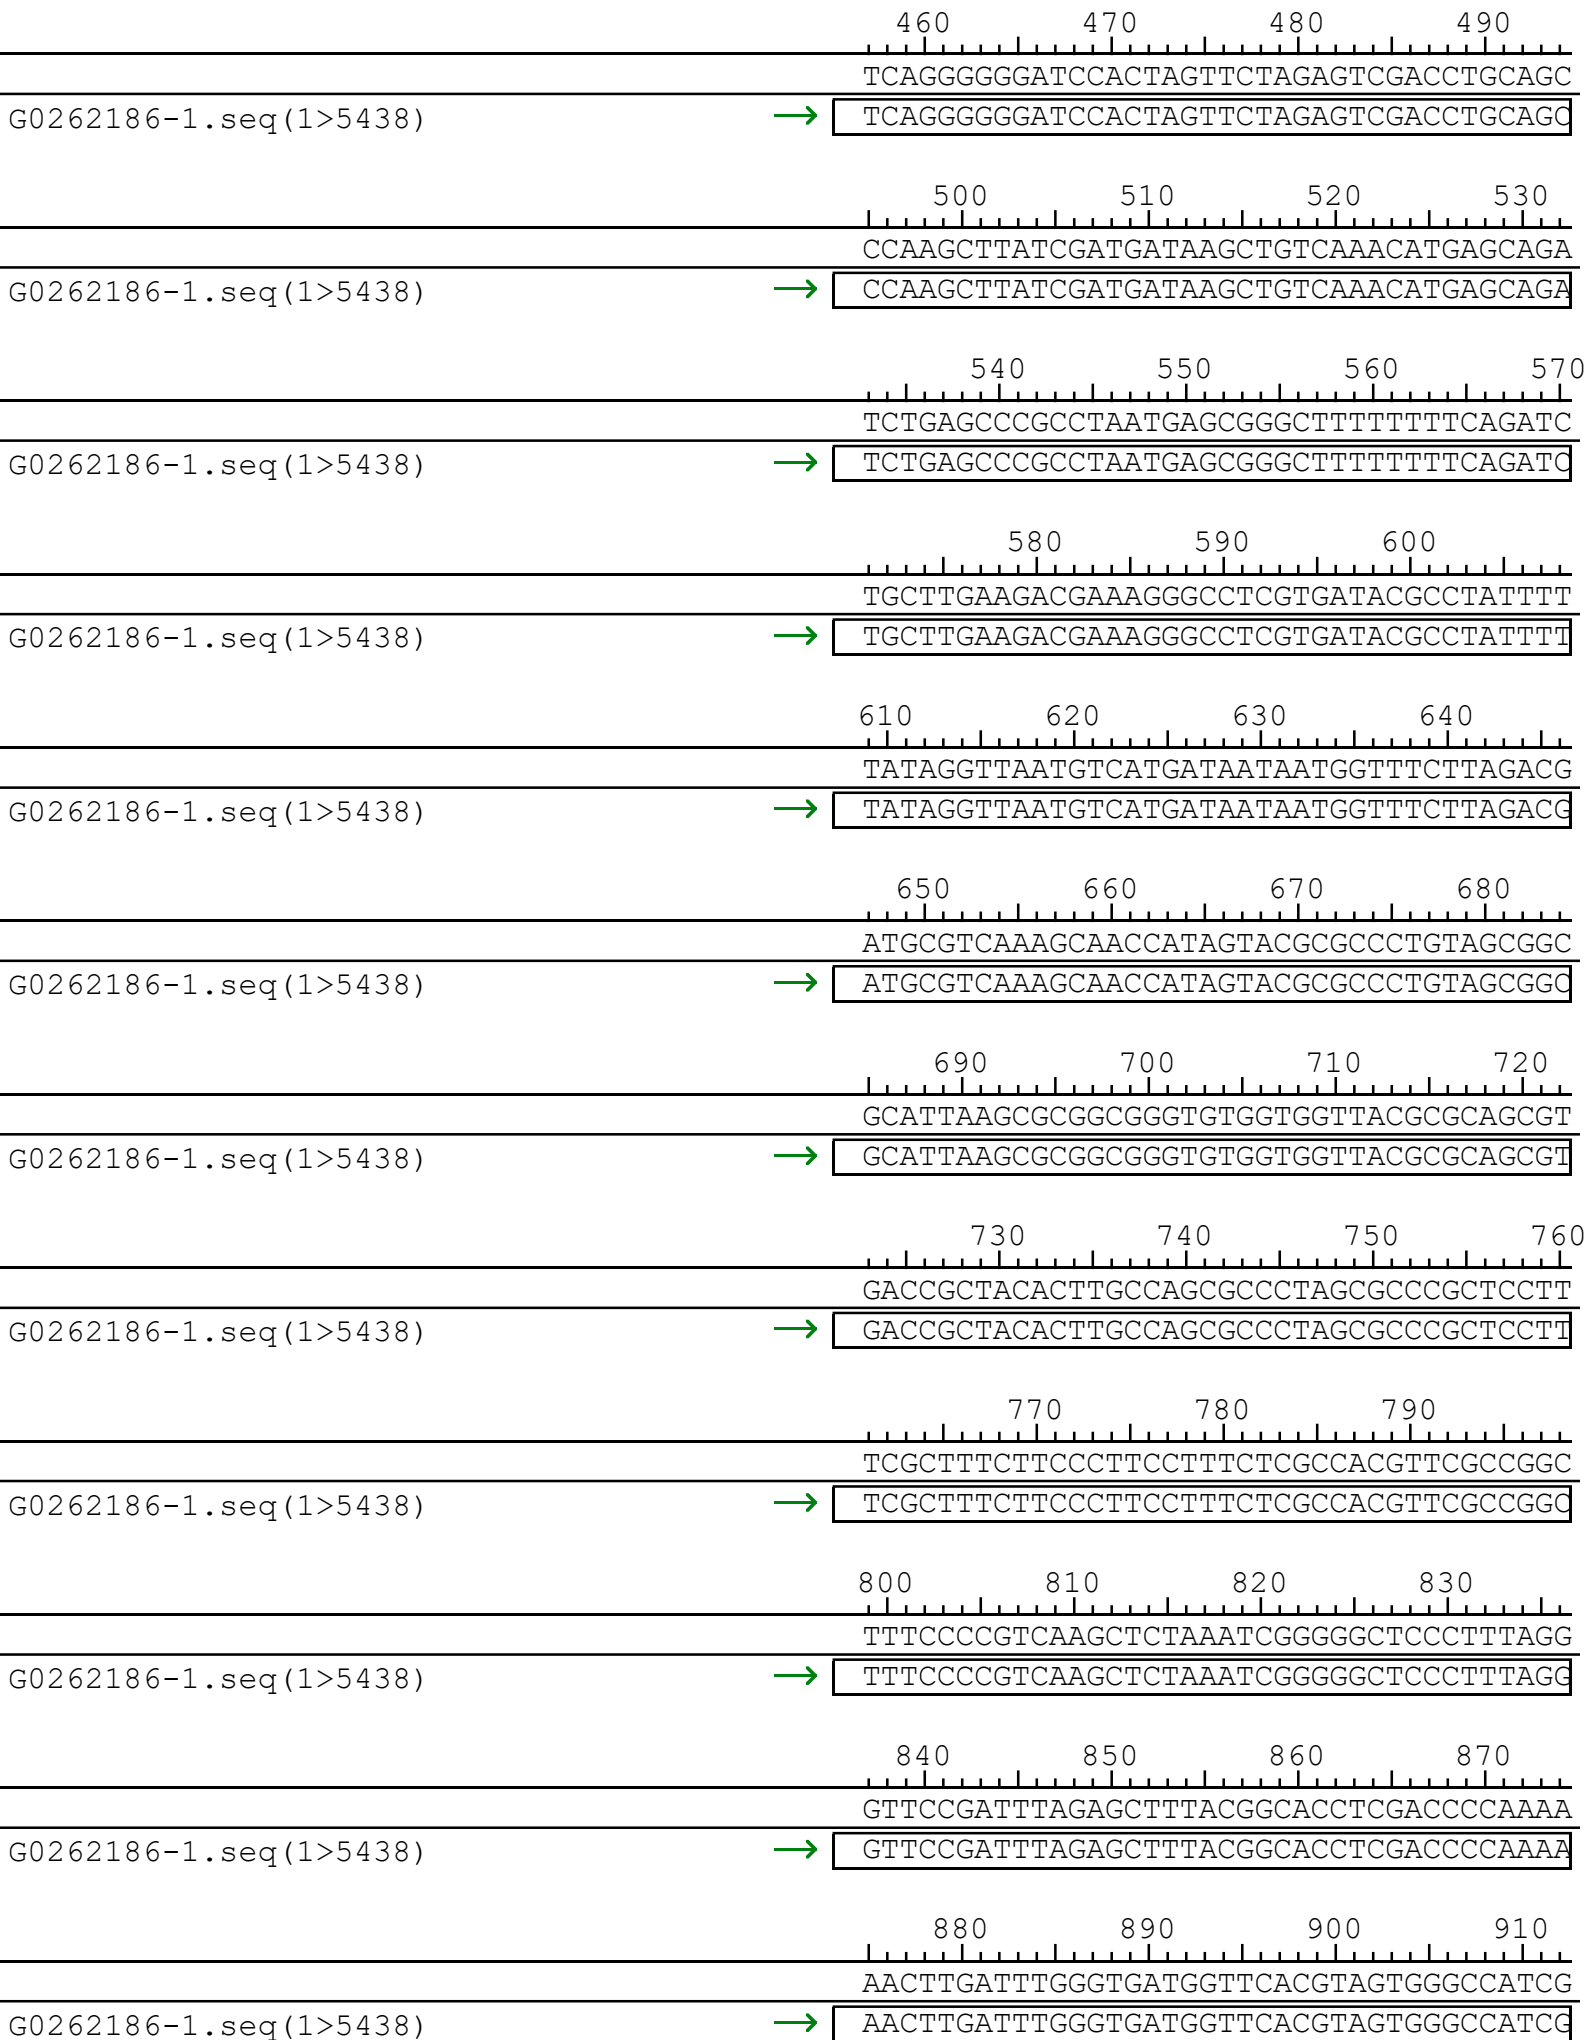 460 470 480 490
TCAGGGGGGATCCACTAGTTCTAGAGTCGACCTGCAGC
G0262186-1.seq(1>5438) → TCAGGGGGGATCCACTAGTTCTAGAGTCGACCTGCAGC
500 510 520 530
CCAAGCTTATCGATGATAAGCTGTCAAACATGAGCAGA
G0262186-1.seq(1>5438) → CCAAGCTTATCGATGATAAGCTGTCAAACATGAGCAGA
540 550 560 570
TCTGAGCCCGCCTAATGAGCGGGCTTTTTTTTCAGATC
G0262186-1.seq(1>5438) → TCTGAGCCCGCCTAATGAGCGGGCTTTTTTTTCAGATC
580 590 600
TGCTTGAAGACGAAAGGGCCTCGTGATACGCCTATTTT
G0262186-1.seq(1>5438) → TGCTTGAAGACGAAAGGGCCTCGTGATACGCCTATTTT
610 620 630 640
TATAGGTTAATGTCATGATAATAATGGTTTCTTAGACG
G0262186-1.seq(1>5438) → TATAGGTTAATGTCATGATAATAATGGTTTCTTAGACG
650 660 670 680
ATGCGTCAAAGCAACCATAGTACGCGCCCTGTAGCGGC
G0262186-1.seq(1>5438) → ATGCGTCAAAGCAACCATAGTACGCGCCCTGTAGCGGC
690 700 710 720
GCATTAAGCGCGGCGGGTGTGGTGGTTACGCGCAGCGT
G0262186-1.seq(1>5438) → GCATTAAGCGCGGCGGGTGTGGTGGTTACGCGCAGCGT
730 740 750 760
GACCGCTACACTTGCCAGCGCCCTAGCGCCCGCTCCTT
G0262186-1.seq(1>5438) → GACCGCTACACTTGCCAGCGCCCTAGCGCCCGCTCCTT
770 780 790
TCGCTTTCTTCCCTTCCTTTCTCGCCACGTTCGCCGGC
G0262186-1.seq(1>5438) → TCGCTTTCTTCCCTTCCTTTCTCGCCACGTTCGCCGGC
800 810 820 830
TTTCCCCGTCAAGCTCTAAATCGGGGGCTCCCTTTAGG
G0262186-1.seq(1>5438) → TTTCCCCGTCAAGCTCTAAATCGGGGGCTCCCTTTAGG
840 850 860 870
GTTCCGATTTAGAGCTTTACGGCACCTCGACCCCAAAA
G0262186-1.seq(1>5438) → GTTCCGATTTAGAGCTTTACGGCACCTCGACCCCAAAA
880 890 900 910
AACTTGATTTGGGTGATGGTTCACGTAGTGGGCCATCG
G0262186-1.seq(1>5438) → AACTTGATTTGGGTGATGGTTCACGTAGTGGGCCATCG